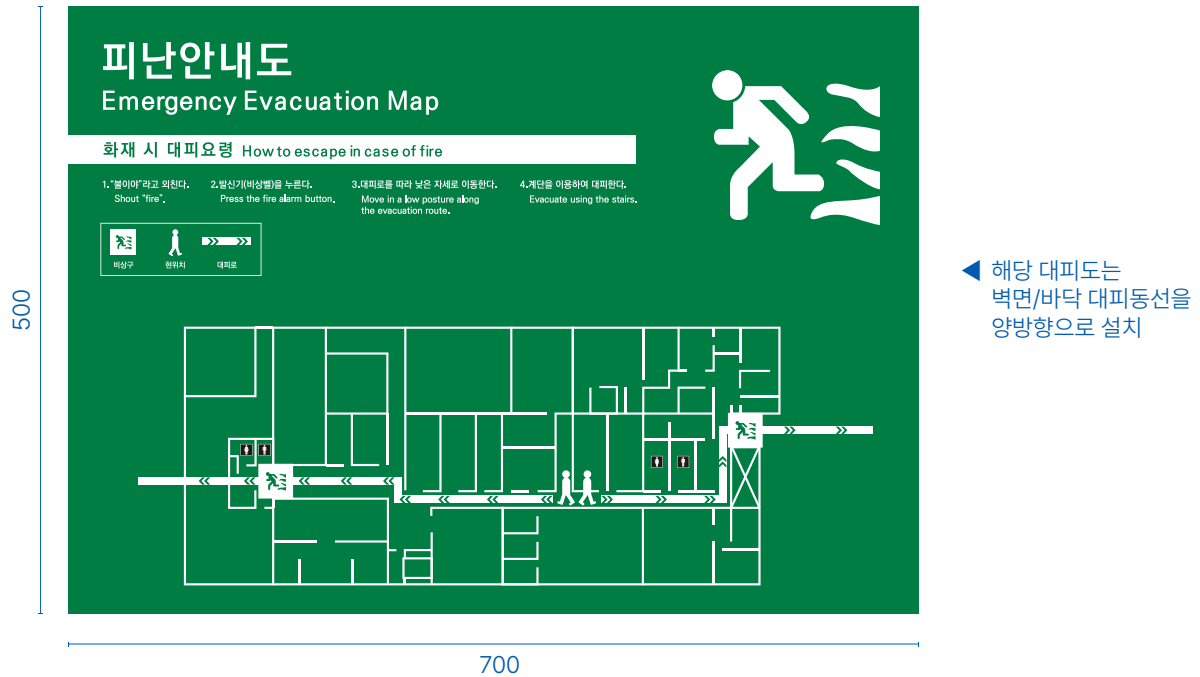 피난안내도
Emergency Evacuation Map
화재 시 대피요령 How to escape in case of fire
1."불이야"라고 외친다.
Shout "fire".
2.발신기(비상벨)을 누른다.
Press the fire alarm button.
3.대피로를 따라 낮은 자세로 이동한다.
Move in a low posture along
the evacuation route.
4.계단을 이용하여 대피한다.
Evacuate using the stairs.
비상구
현위치
대피로
500
700
◀ 해당 대피도는
벽면/바닥 대피동선을
양방향으로 설치